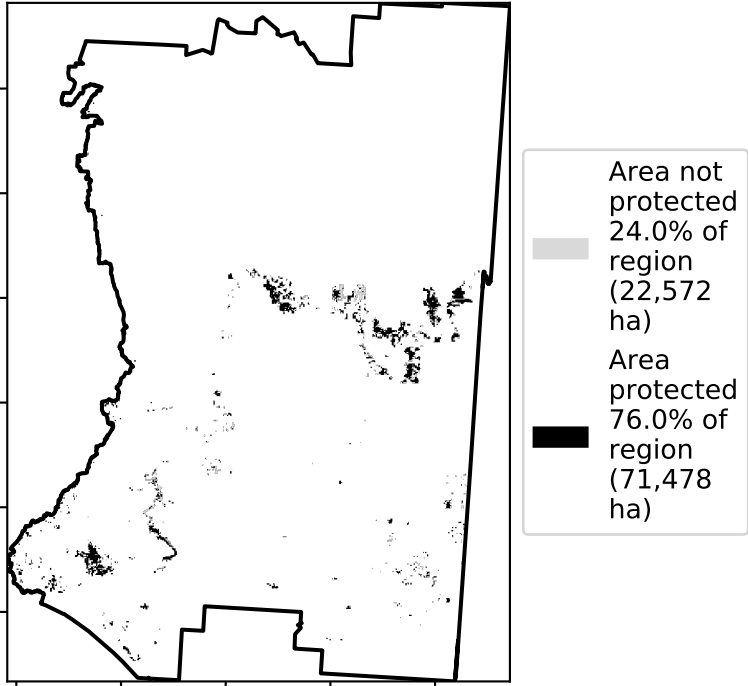 Area not
protected
24.0% of
region
(22,572
ha)
Area
protected
76.0% of
region
(71,478
ha)